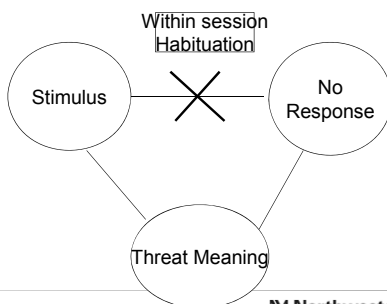 Within session
Habituation
Stimulus
No
Response
Threat Meaning